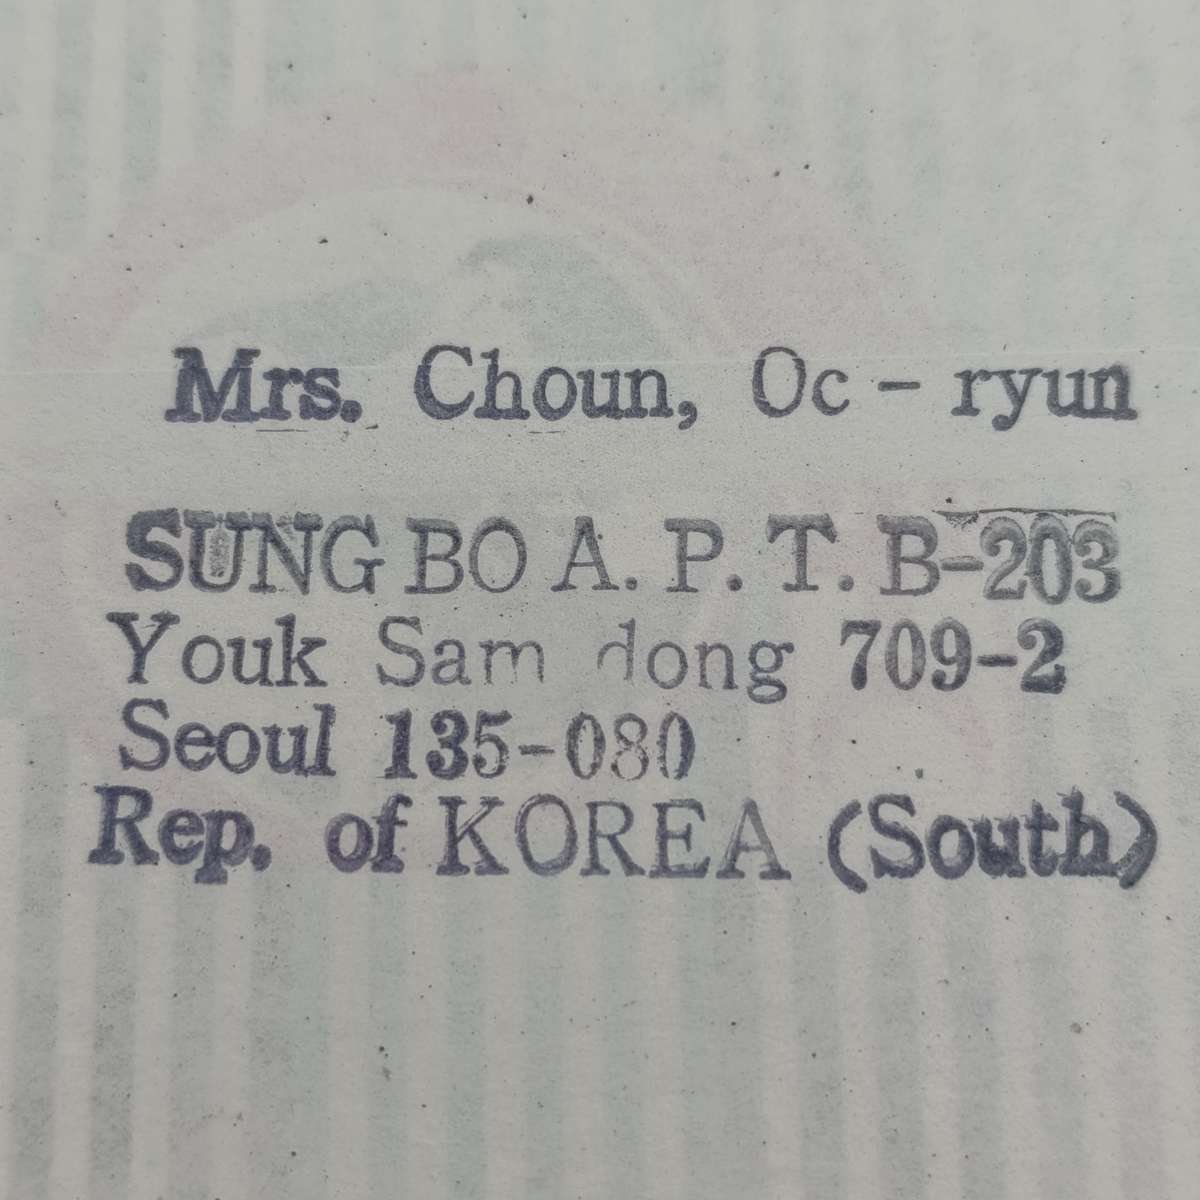 Mrs. Choun, Oc-ryun
SUNG BO A.P.T. B-203
Youk Sam dong 709-2
Seoul 135-080
Rep. of KOREA (South)